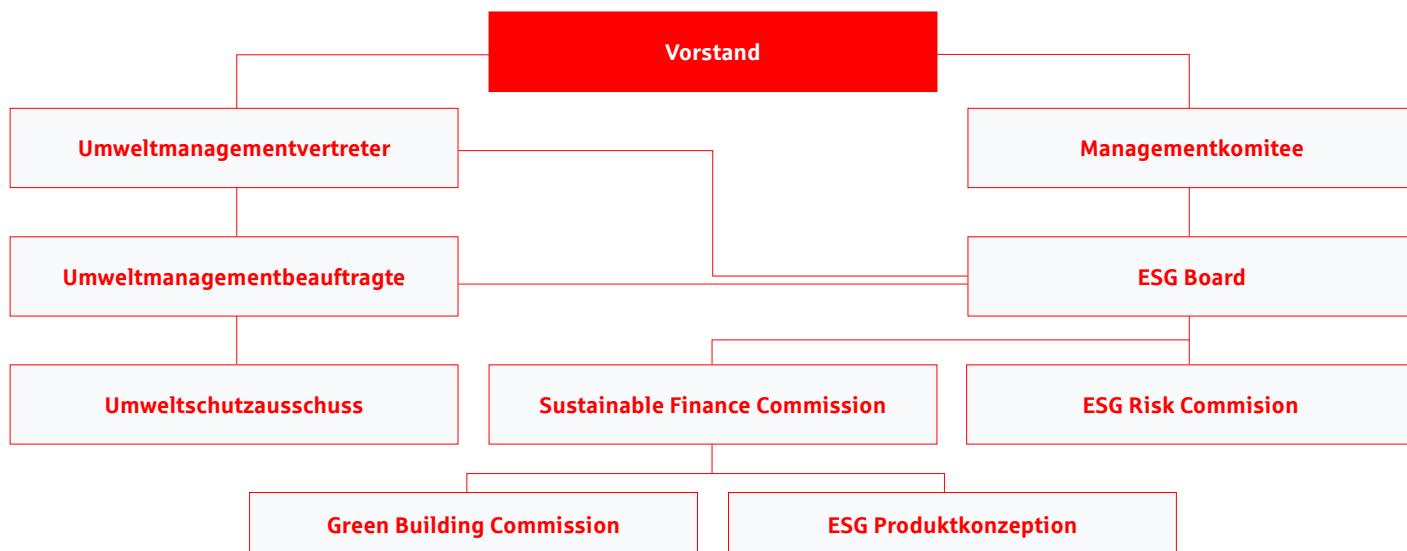 Vorstand
Umweltmanagementvertreter
Managementkomitee
Umweltmanagementbeauftragte
ESG Board
Umweltschutzausschuss
Sustainable Finance Commission
ESG Risk Commision
Green Building Commission
ESG Produktkonzeption